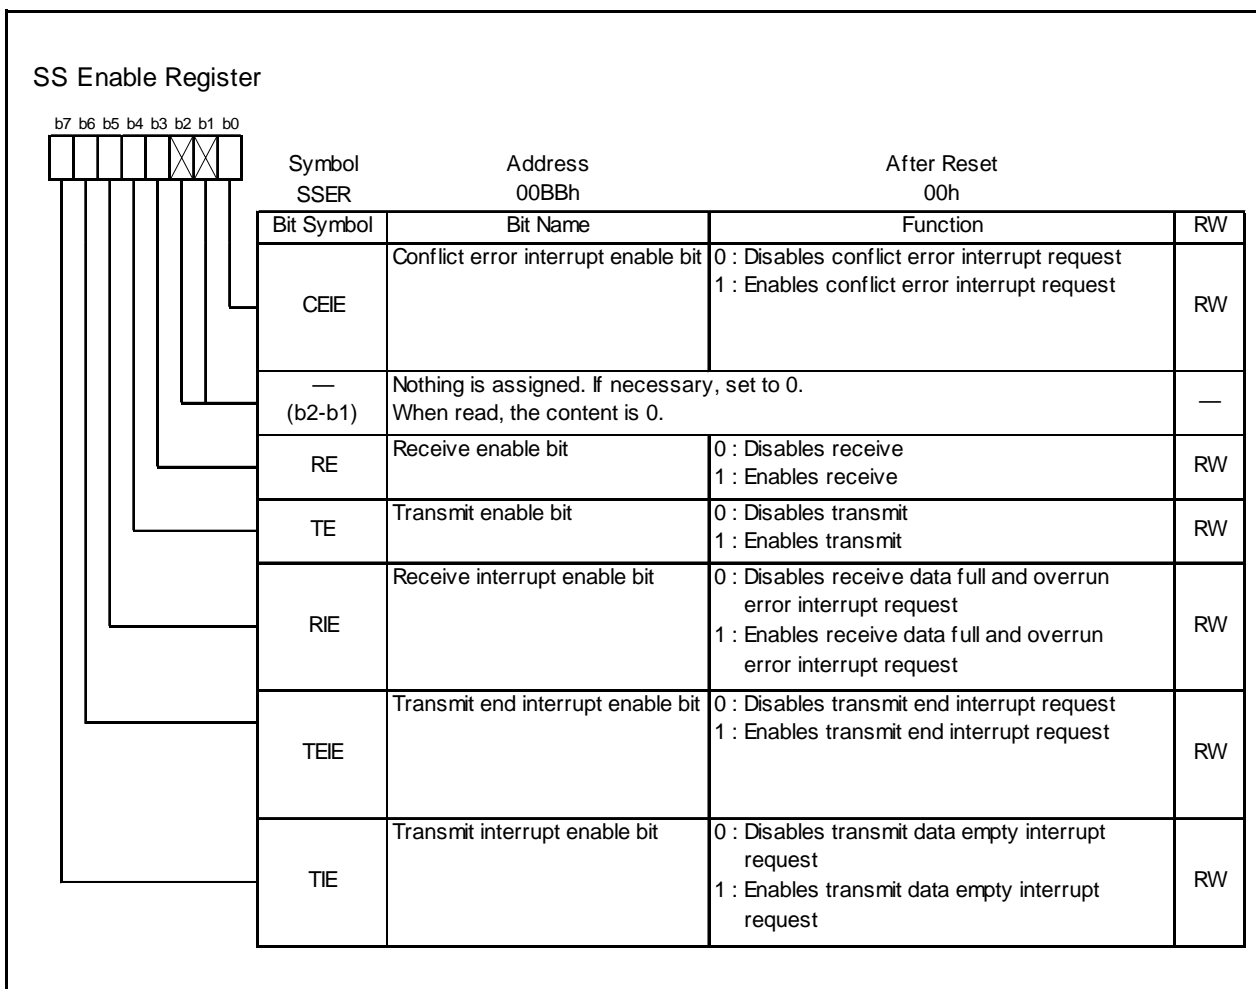 SS Enable Register
b7 b6 b5 b4 b3 b2 b1 b0
Symbol Address After Reset
SSER 00BBh 00h
Bit Symbol Bit Name Function RW
CEIE Conflict error interrupt enable bit 0 : Disables conflict error interrupt request
1 : Enables conflict error interrupt request
RW
— (b2-b1) Nothing is assigned. If necessary, set to 0.
When read, the content is 0.
—
RE Receive enable bit 0 : Disables receive
1 : Enables receive
RW
TE Transmit enable bit 0 : Disables transmit
1 : Enables transmit
RW
RIE Receive interrupt enable bit 0 : Disables receive data full and overrun
error interrupt request
1 : Enables receive data full and overrun
error interrupt request
RW
TEIE Transmit end interrupt enable bit 0 : Disables transmit end interrupt request
1 : Enables transmit end interrupt request
RW
TIE Transmit interrupt enable bit 0 : Disables transmit data empty interrupt
request
1 : Enables transmit data empty interrupt
request
RW